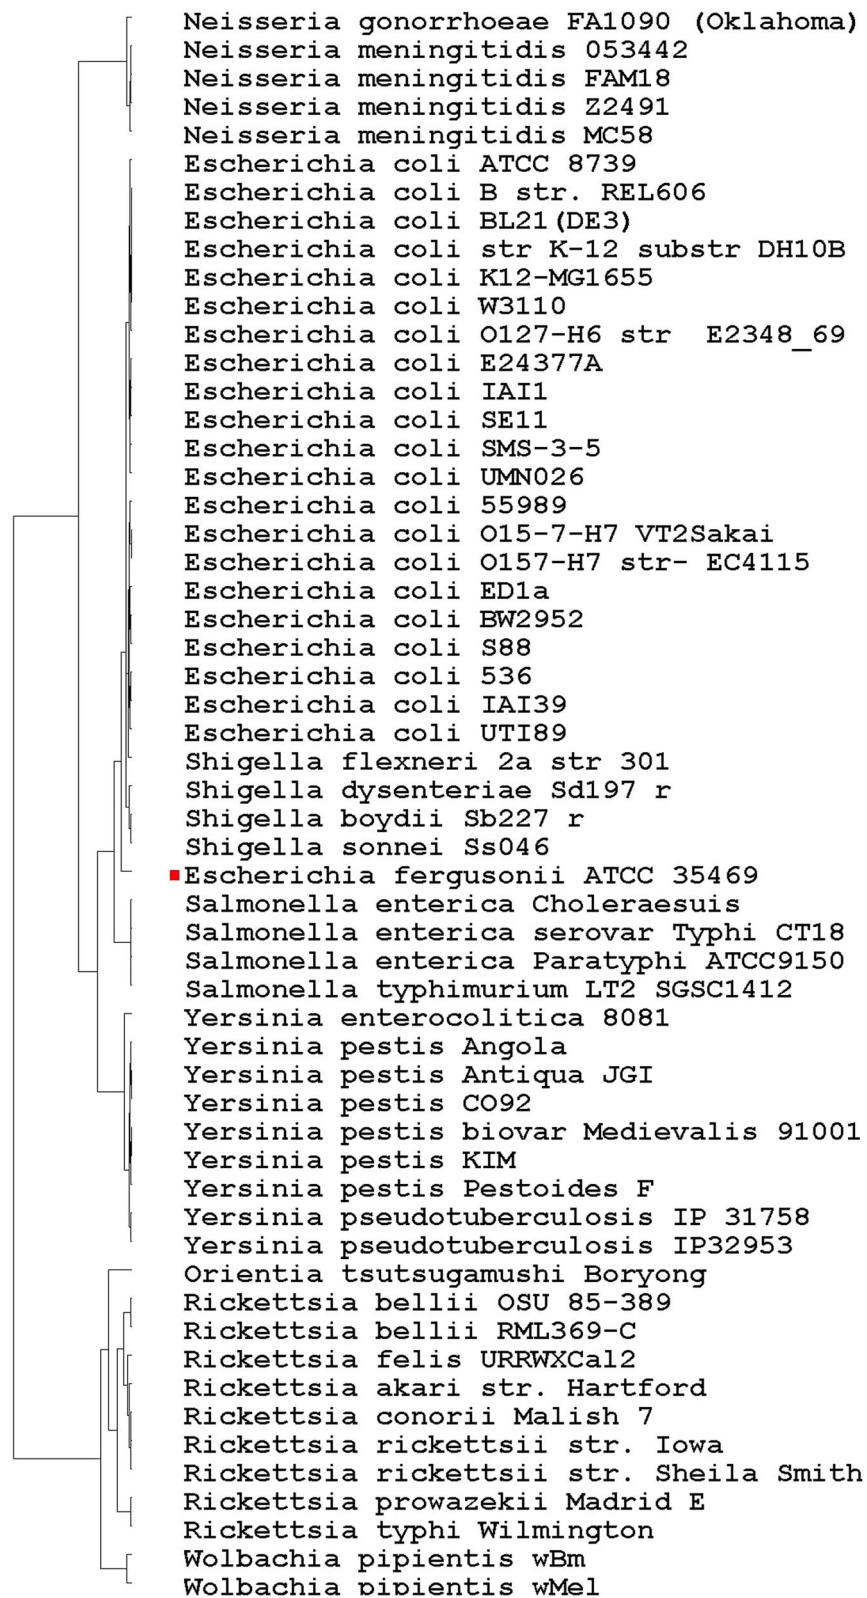 Neisseria gonorrhoeae FA1090 (Oklahoma)
Neisseria meningitidis 053442
Neisseria meningitidis FAM18
Neisseria meningitidis Z2491
Neisseria meningitidis MC58
Escherichia coli ATCC 8739
Escherichia coli B str. REL606
Escherichia coli BL21(DE3)
Escherichia coli str K-12 substr DH10B
Escherichia coli K12-MG1655
Escherichia coli W3110
Escherichia coli O127-H6 str E2348_69
Escherichia coli E24377A
Escherichia coli IAI1
Escherichia coli SE11
Escherichia coli SMS-3-5
Escherichia coli UMN026
Escherichia coli 55989
Escherichia coli O15-7-H7 VT2Sakai
Escherichia coli O157-H7 str- EC4115
Escherichia coli ED1a
Escherichia coli BW2952
Escherichia coli S88
Escherichia coli 536
Escherichia coli IAI39
Escherichia coli UTI89
Shigella flexneri 2a str 301
Shigella dysenteriae Sd197 r
Shigella boydii Sb227 r
Shigella sonnei Ss046
Escherichia fergusonii ATCC 35469
Salmonella enterica Choleraesuis
Salmonella enterica serovar Typhi CT18
Salmonella enterica Paratyphi ATCC9150
Salmonella typhimurium LT2 SGSC1412
Yersinia enterocolitica 8081
Yersinia pestis Angola
Yersinia pestis Antiqua JGI
Yersinia pestis CO92
Yersinia pestis biovar Medievalis 91001
Yersinia pestis KIM
Yersinia pestis Pestoides F
Yersinia pseudotuberculosis IP 31758
Yersinia pseudotuberculosis IP32953
Orientia tsutsugamushi Boryong
Rickettsia bellii OSU 85-389
Rickettsia bellii RML369-C
Rickettsia felis URRWXCal2
Rickettsia akari str. Hartford
Rickettsia conorii Malish 7
Rickettsia rickettsii str. Iowa
Rickettsia rickettsii str. Sheila Smith
Rickettsia prowazekii Madrid E
Rickettsia typhi Wilmington
Wolbachia pipientis wBm
Wolbachia pipientis wMel